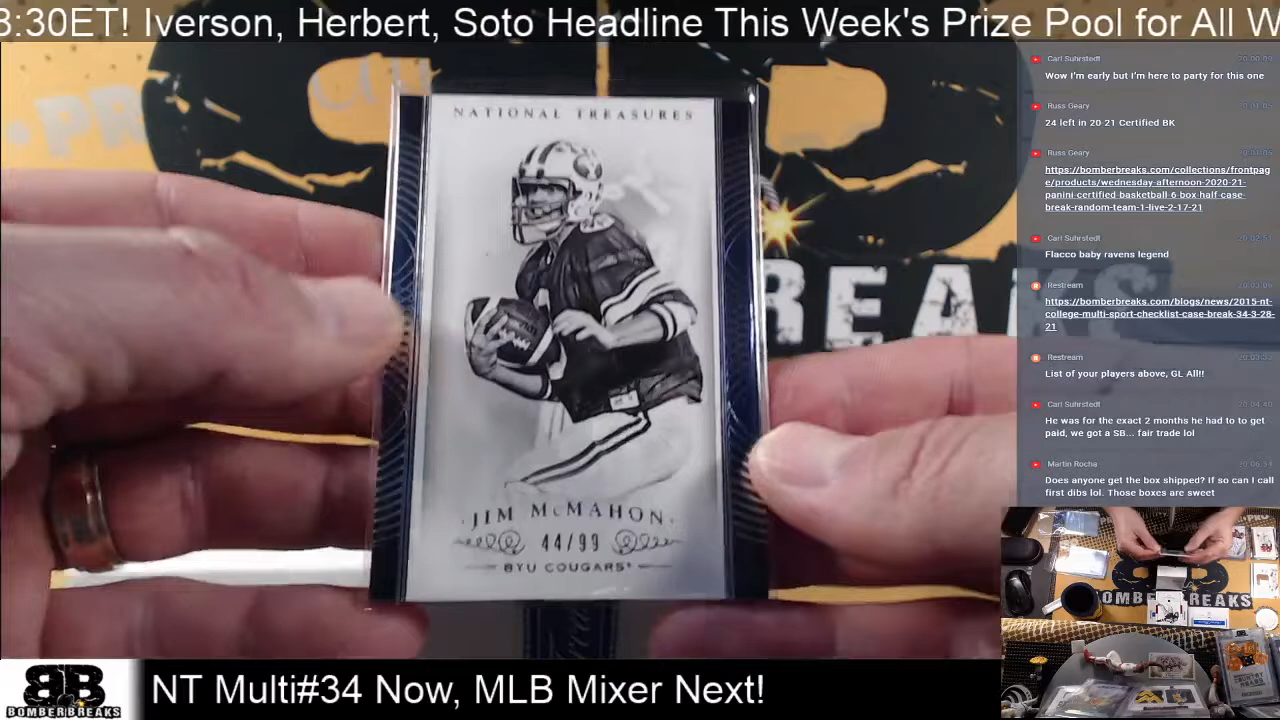 3:30ET! Iverson, Herbert, Soto Headline This Week's Prize Pool for All W
NATIONAL TREASURES
JIM McMAHON
44/99
BYU COUGARS
REAKS
Carl Suhrstedt
Wow I'm early but I'm here to party for this one
Russ Geary
24 left in 20-21 Certified BK
Russ Geary
https://bomberbreaks.com/collections/frontpag
e/products/wednesday-afternoon-2020-21-
panini-certified-basketball-6-box-half-case-
break-random-team-1-live-2-17-21
Carl Suhrstedt
Flacco baby ravens legend
Restream
https://bomberbreaks.com/blogs/news/2015-nt-
college-multi-sport-checklist-case-break-34-3-28-
21
Restream
List of your players above, GL All!!
Carl Suhrstedt
He was for the exact 2 months he had to to get
paid, we got a SB... fair trade lol
Martin Rocha
Does anyone get the box shipped? If so can I call
first dibs lol. Those boxes are sweet
BOMBERBREAKS
BB
BOMBERBREAKS
NT Multi#34 Now, MLB Mixer Next!